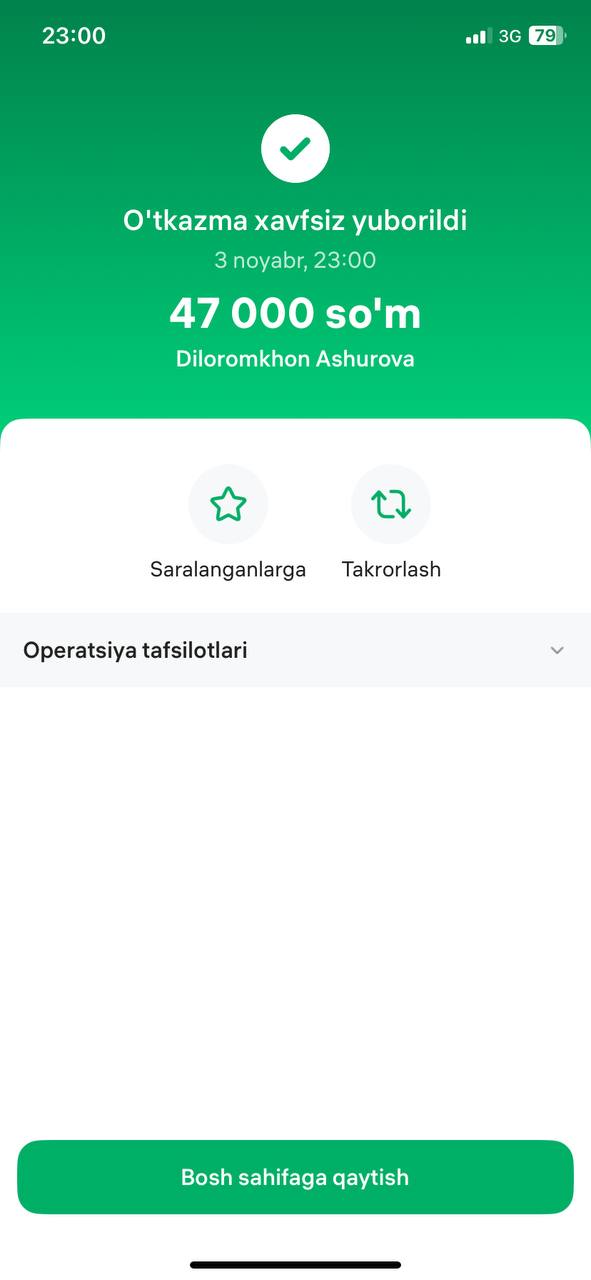 23:00
3G 79
O'tkazma xavfsiz yuborildi
3 noyabr, 23:00
47 000 so'm
Diloromkhon Ashurova
Saralanganlarga Takrorlash
Operatsiya tafsilotlari
Bosh sahifaga qaytish